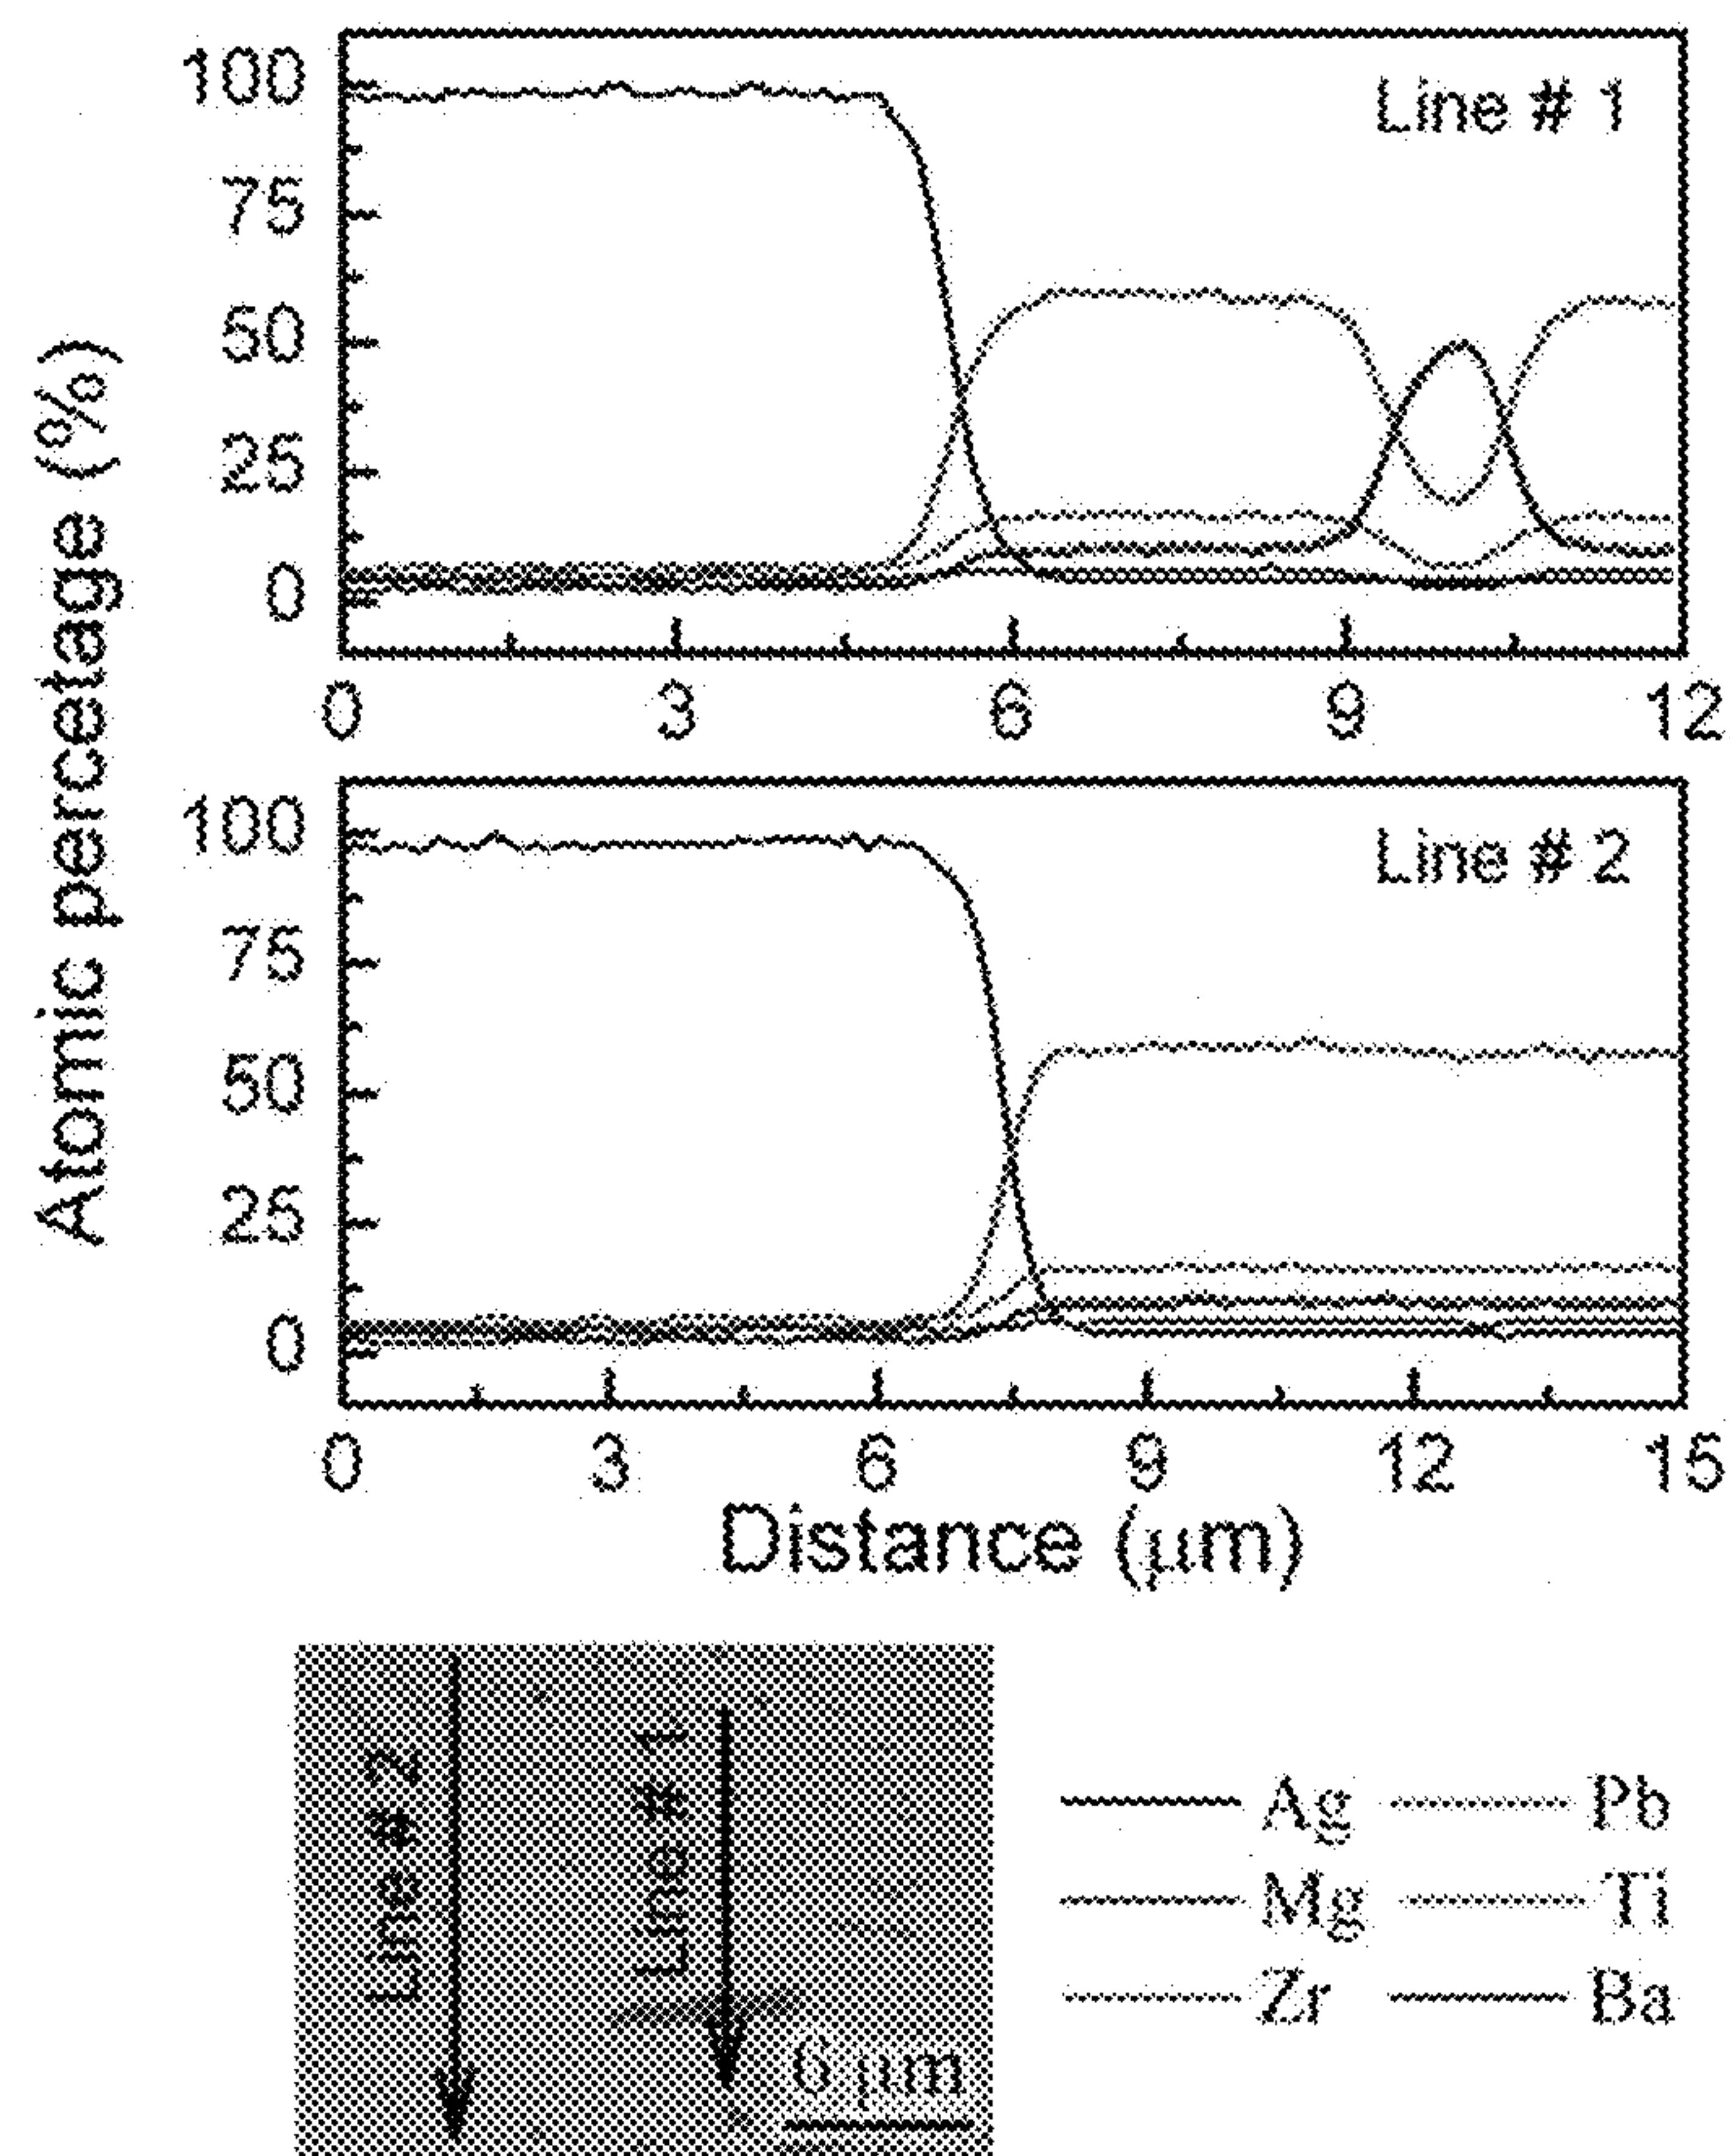 Atomic percetage (%)
Line # 1
100
75
50
25
0
0 3 6 9 12
Line # 2
100
75
50
25
0
0 3 6 9 12 15
Distance (μm)
Line # 2
Line # 1
6 μm
Ag Pb
Mg Ti
Zr Ba